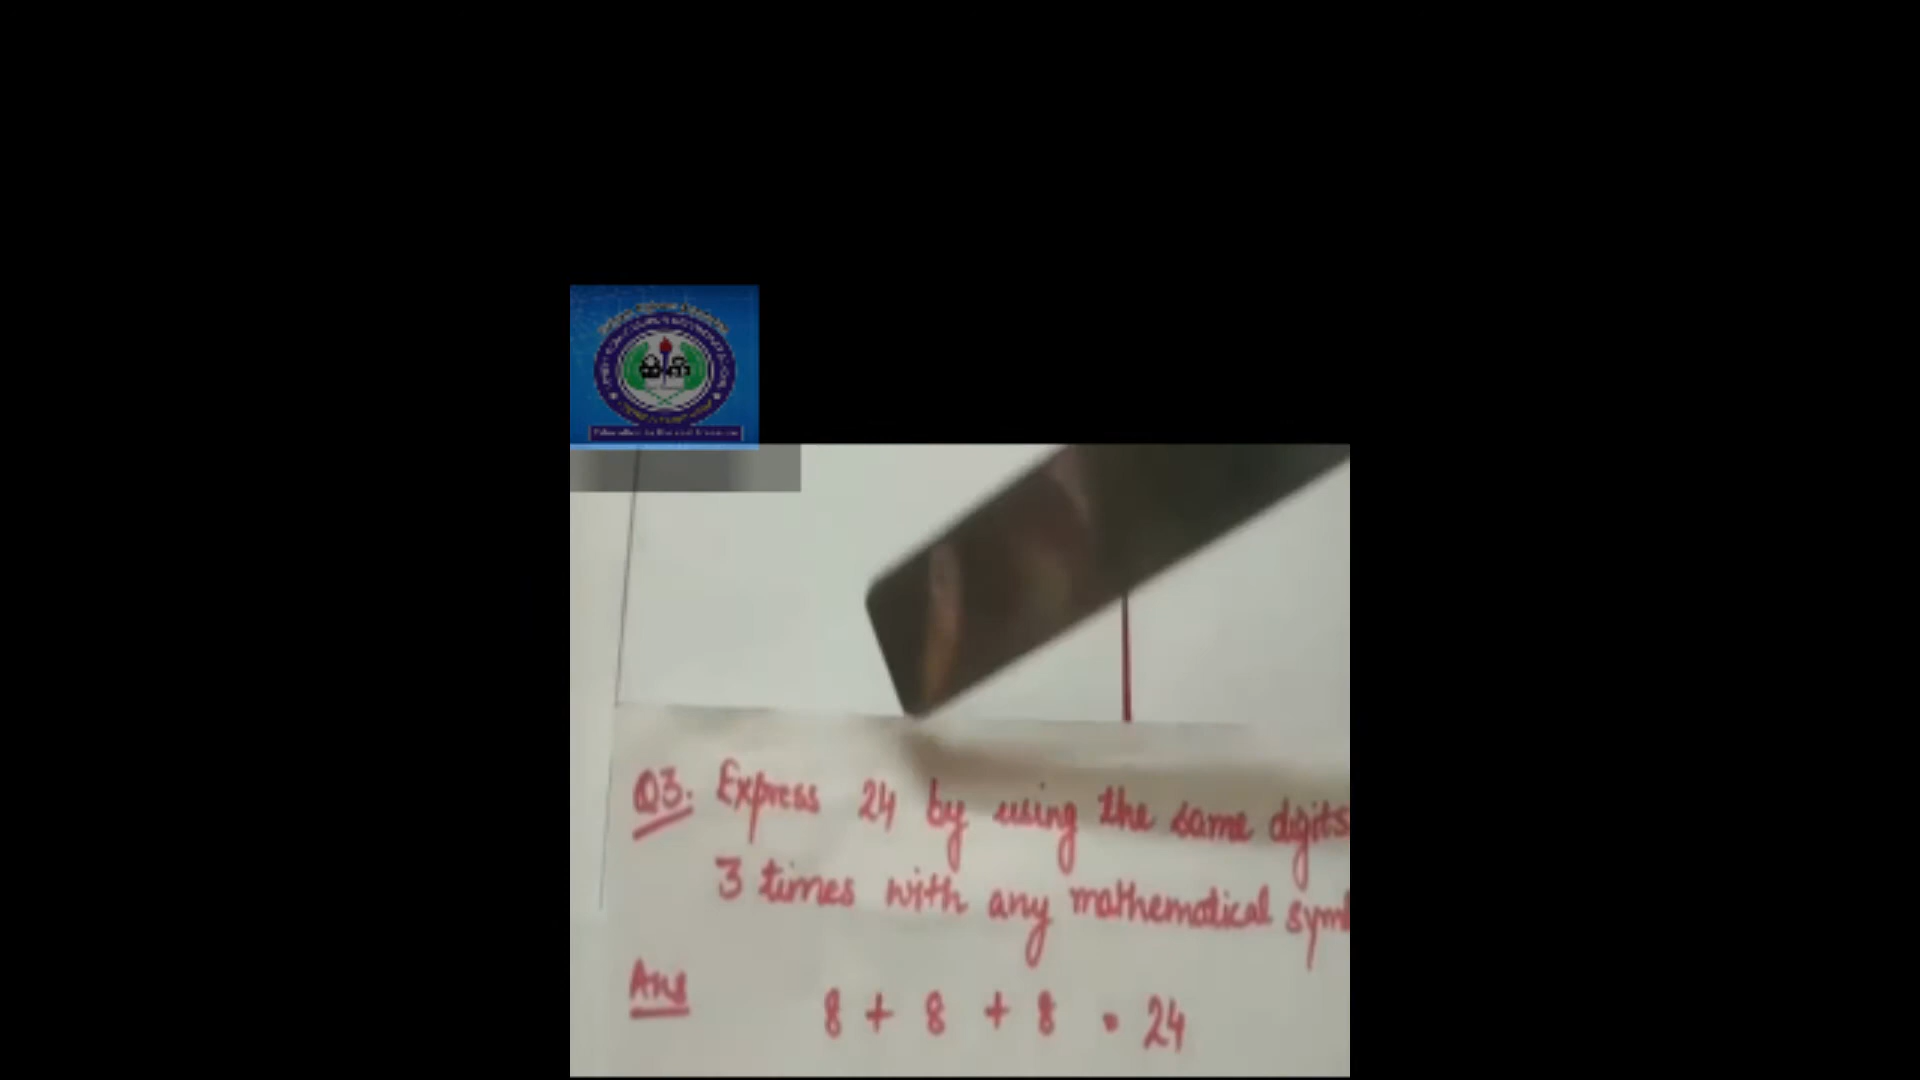 Q3. Express 24 by using the same digits
3 times with any mathematical
Ans
8 + 8 + 8 = 24